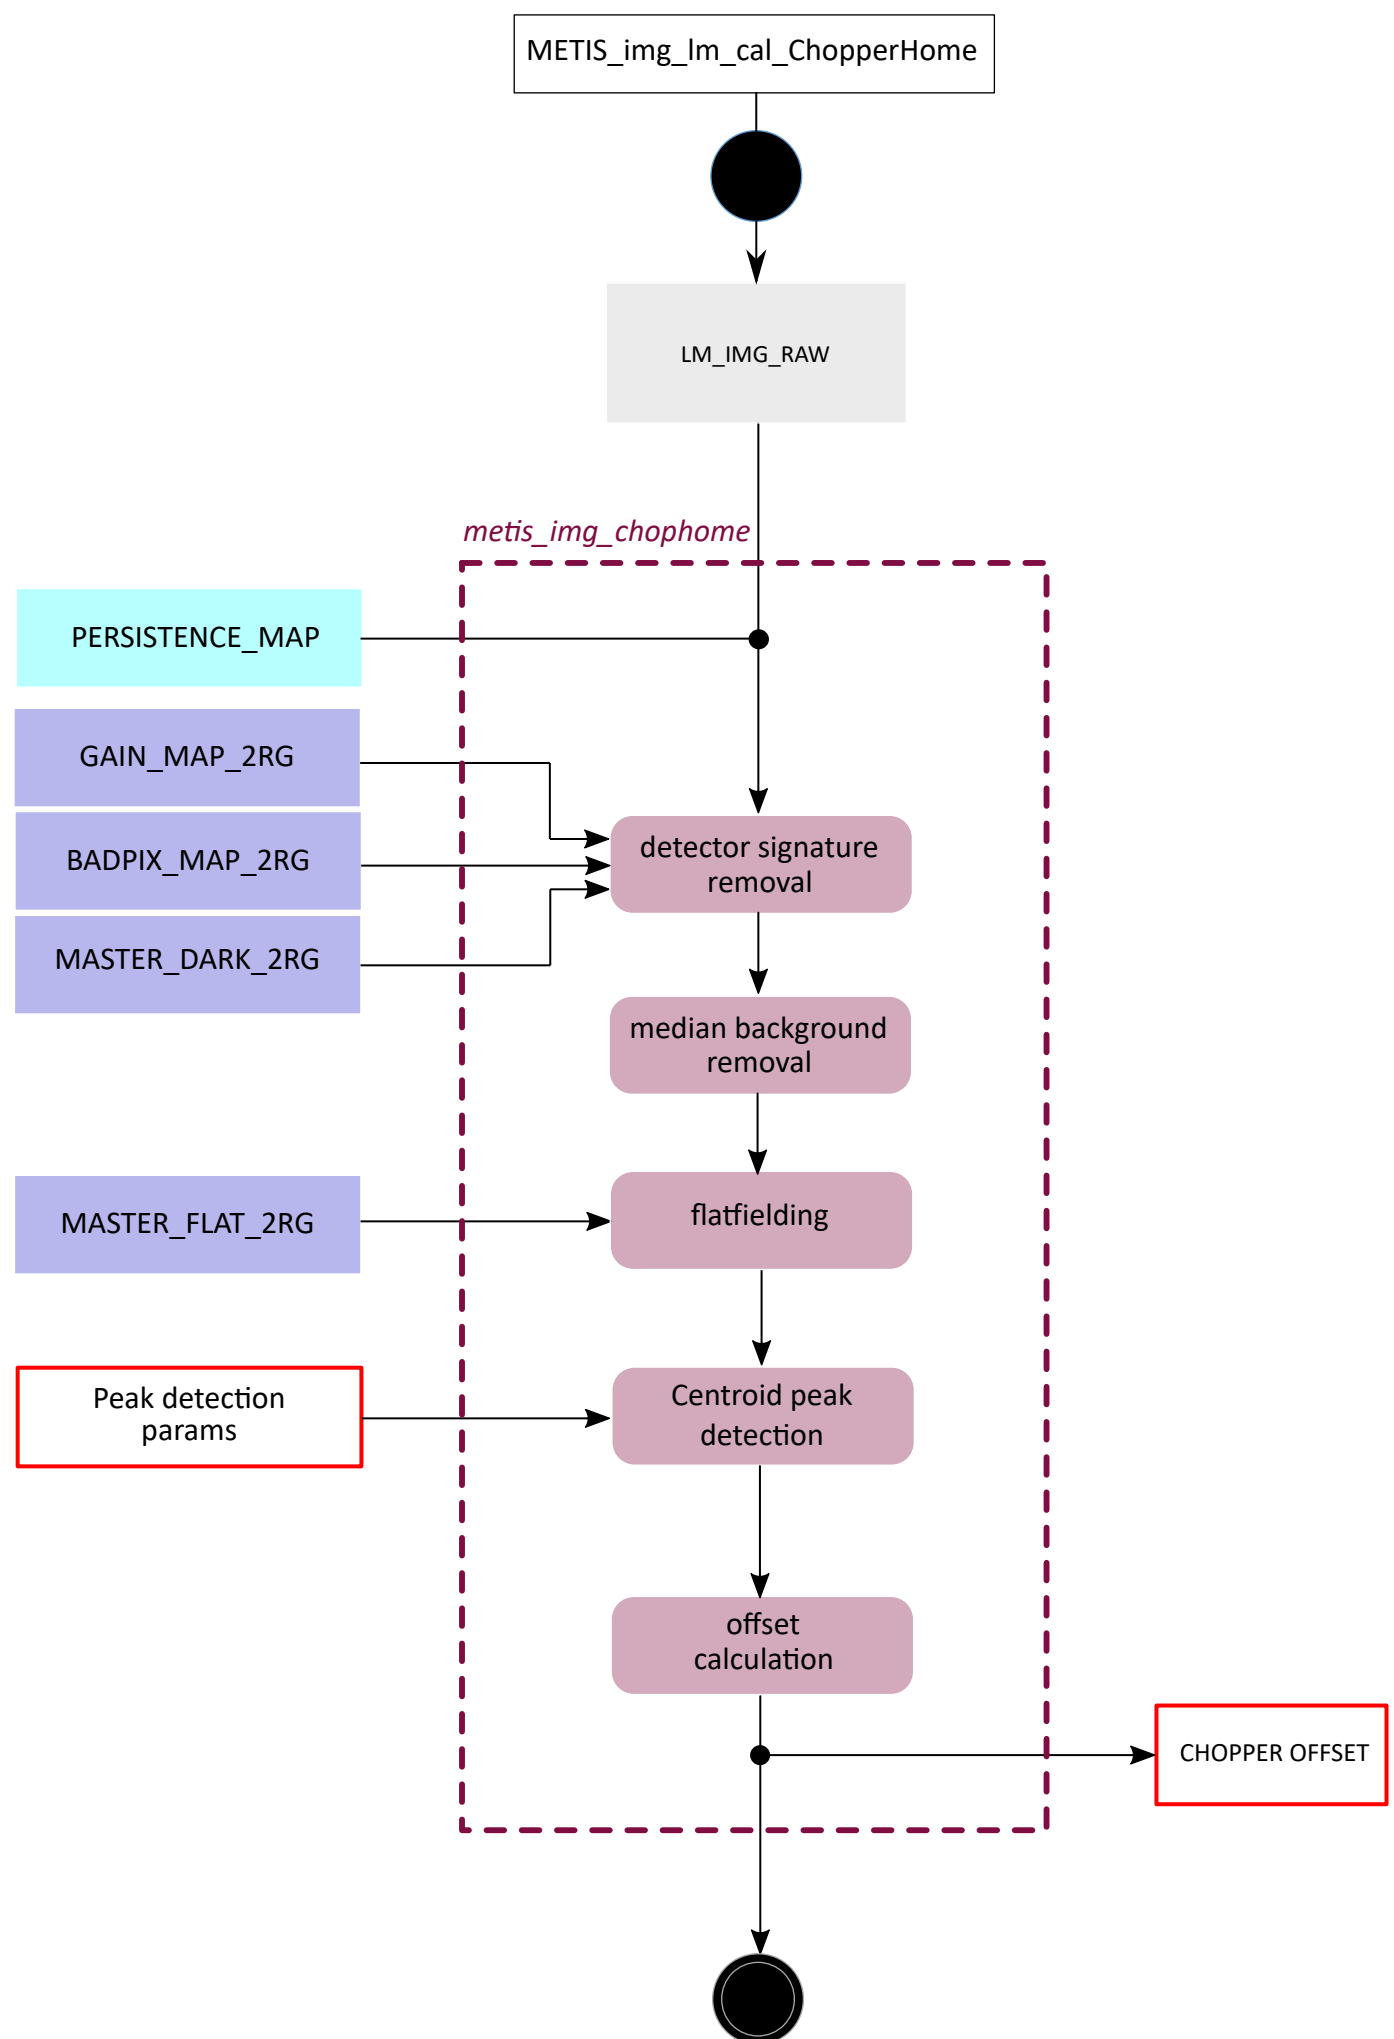 METIS_img_lm_cal_ChopperHome
LM_IMG_RAW
metis_img_chophome
PERSISTENCE_MAP
GAIN_MAP_2RG
BADPIX_MAP_2RG
MASTER_DARK_2RG
detector signature
removal
median background
removal
MASTER_FLAT_2RG
flatfielding
Peak detection
params
Centroid peak
detection
offset
calculation
CHOPPER OFFSET